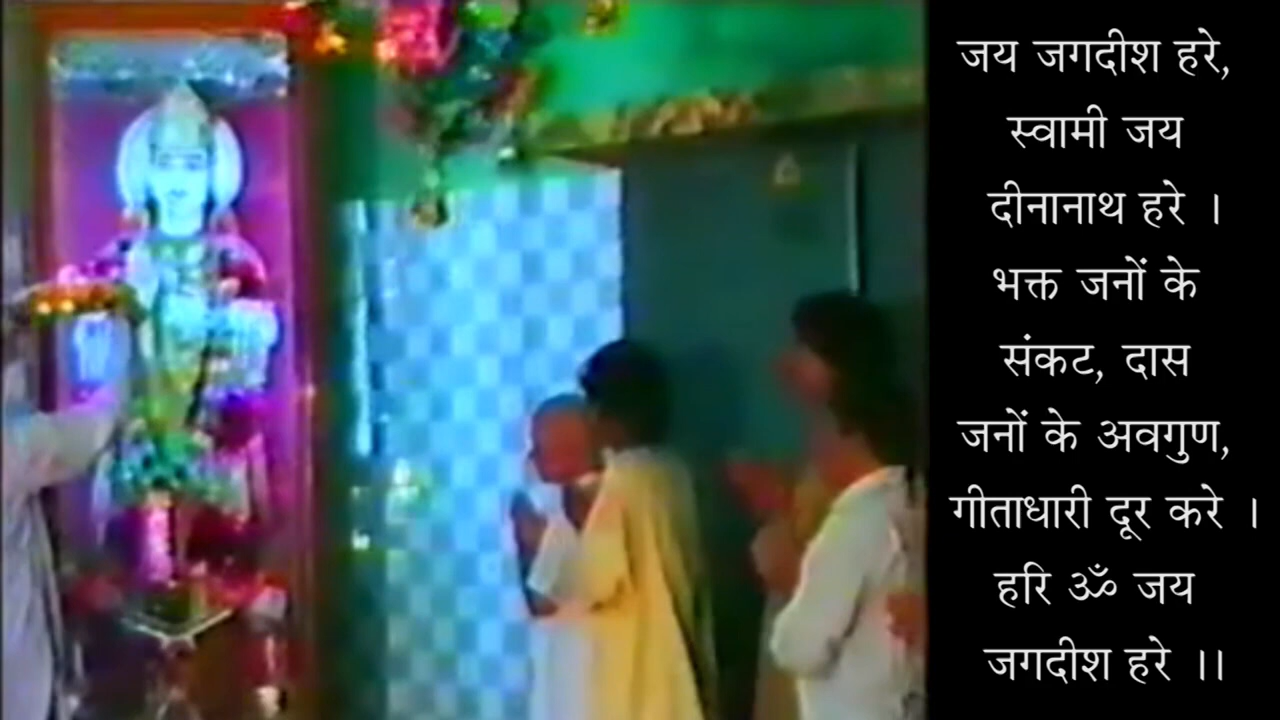 जय जगदीश हरे,
स्वामी जय
दीनानाथ हरे ।
भक्त जनों के
संकट, दास
जनों के अवगुण,
गीताधारी दूर करे ।
हरि ॐ जय
जगदीश हरे ।।